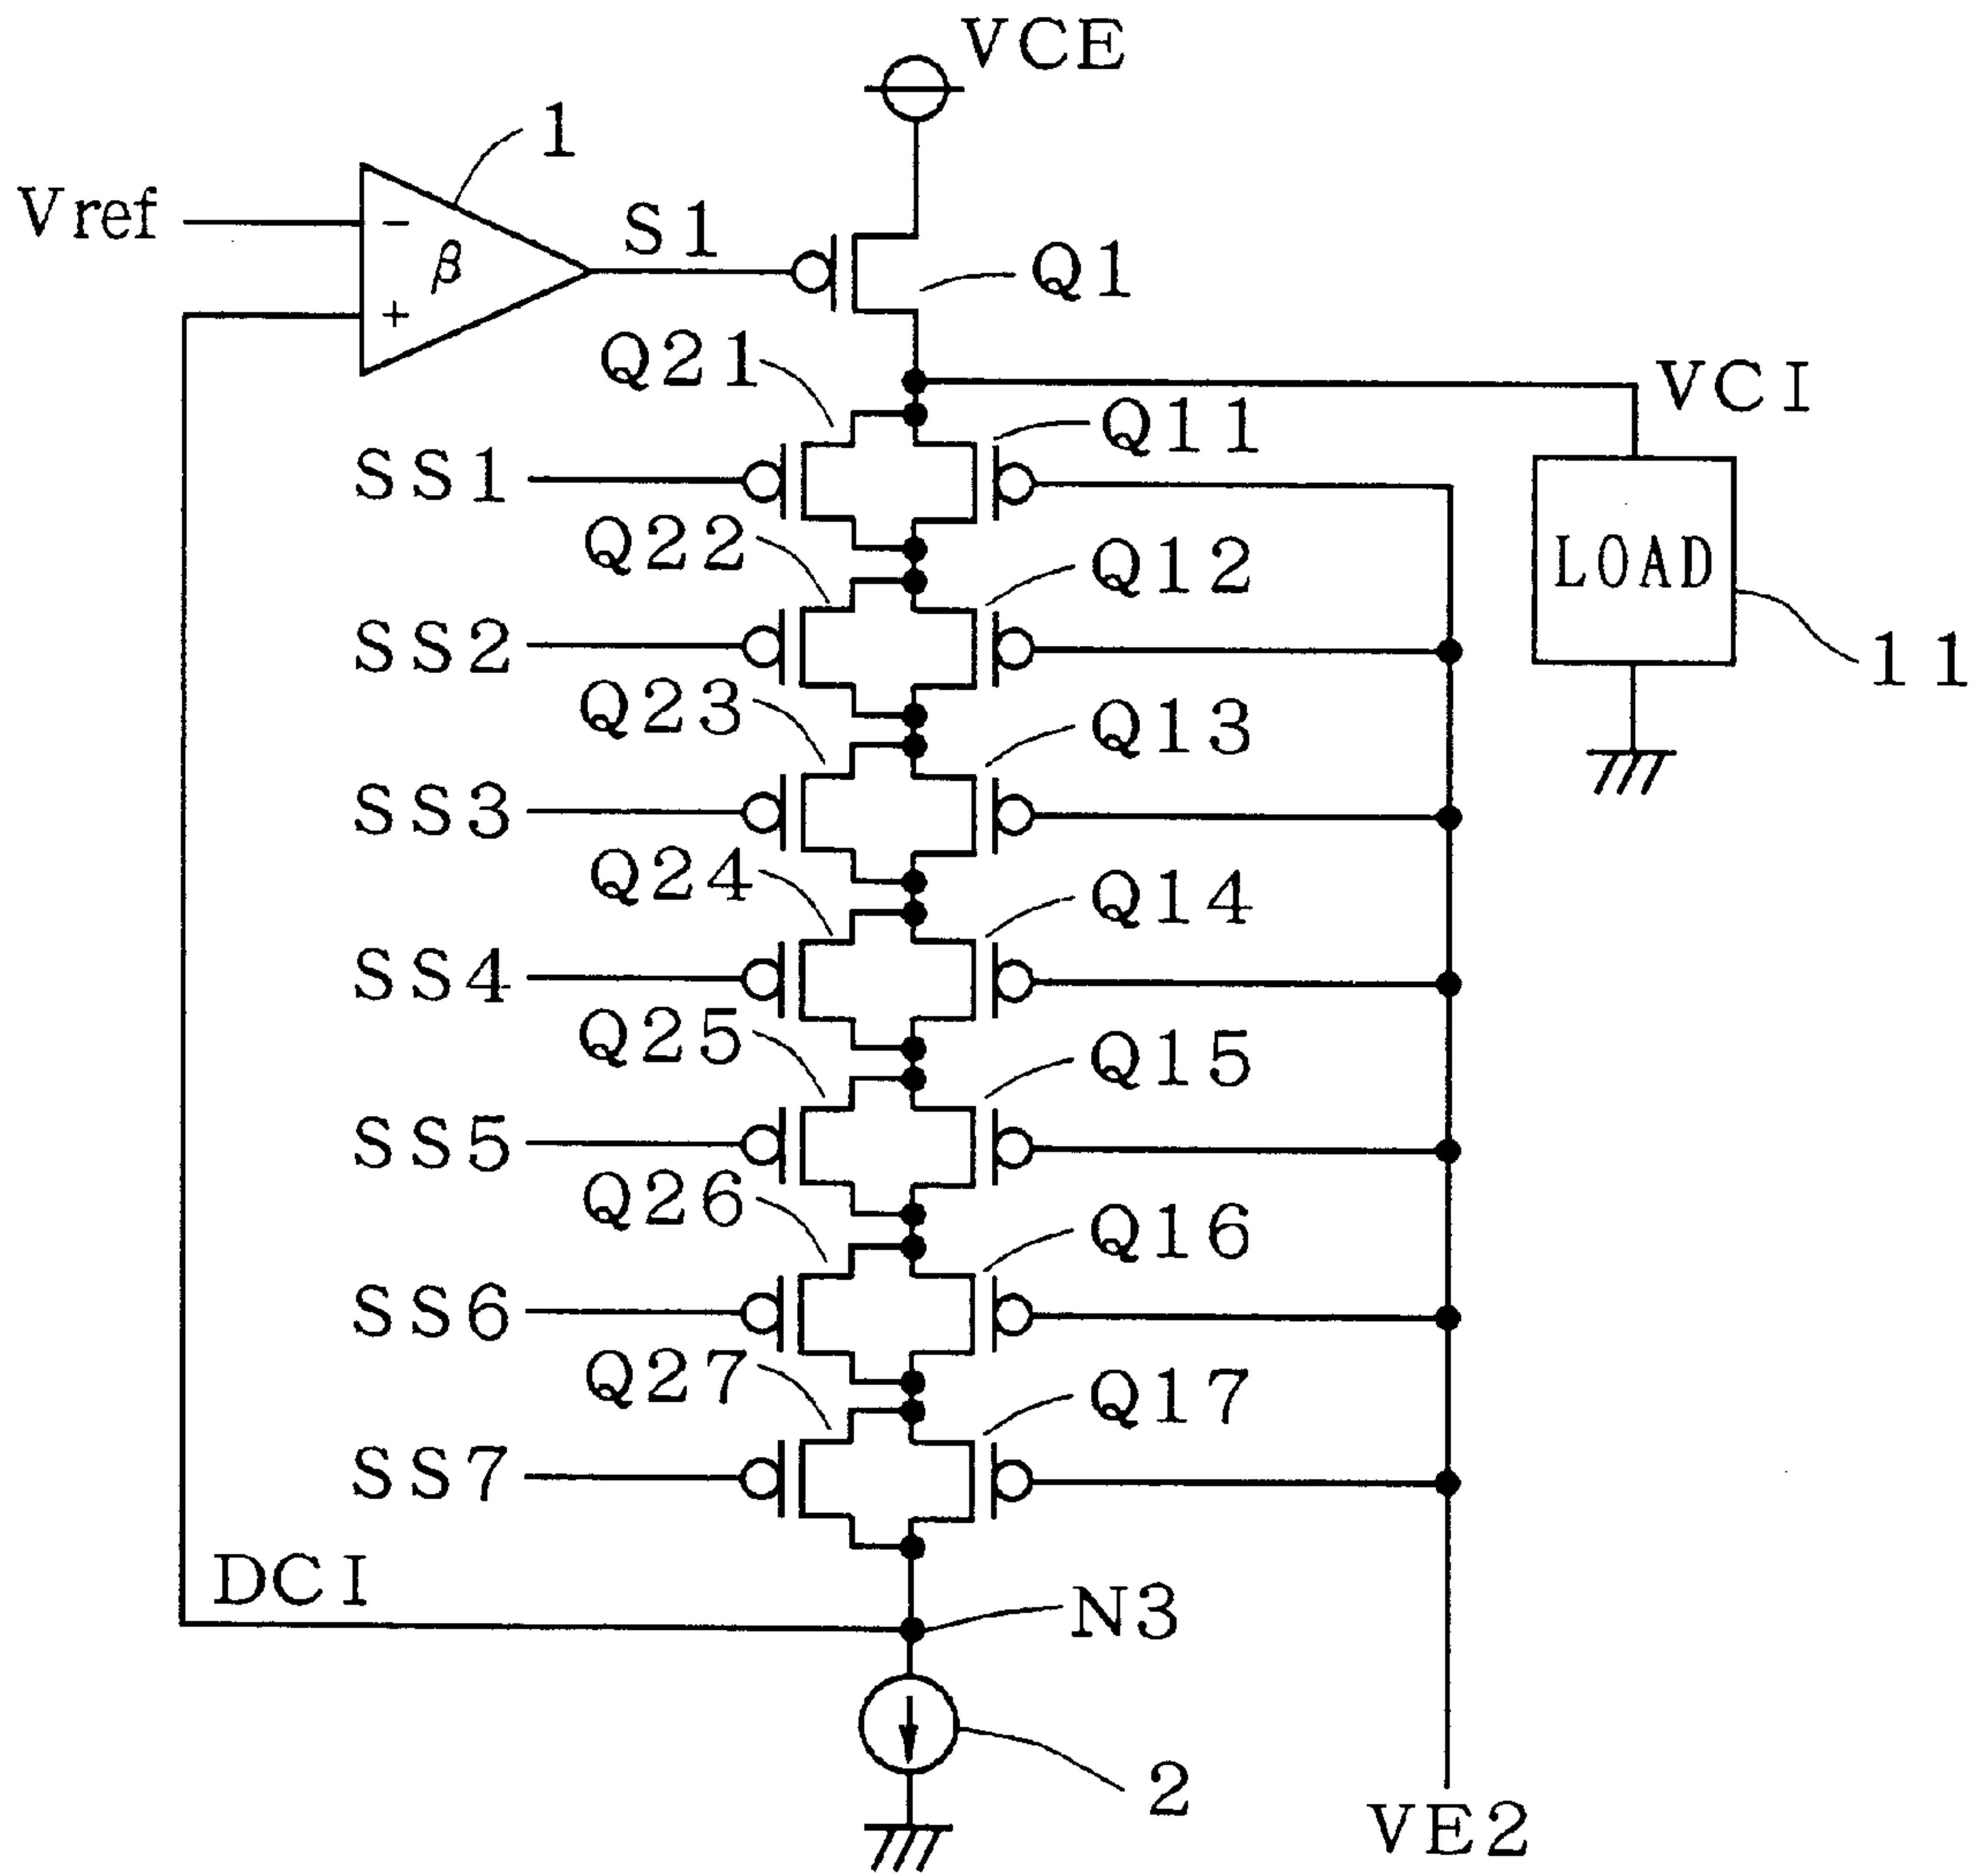 VCE
1
Vref
-
β
+
S1
Q1
Q21
VCI
Q11
SS1
Q22
Q12
LOAD
SS2
11
Q23
Q13
SS3
Q24
Q14
SS4
Q25
Q15
SS5
Q26
Q16
SS6
Q27
Q17
SS7
DCI
N3
2
VE2